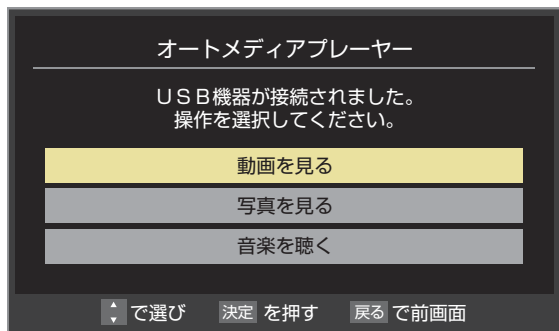 オートメディアプレーヤー
ＵＳＢ機器が接続されました。
操作を選択してください。
動画を見る
写真を見る
音楽を聴く
で選び 決定 を押す 戻る で前画面